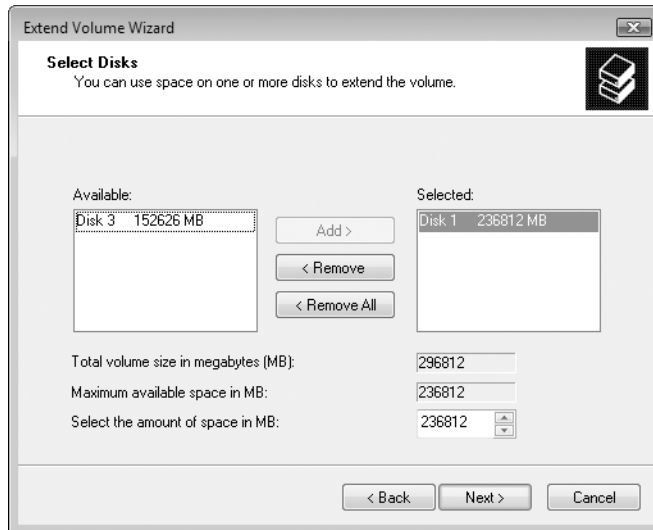 Extend Volume Wizard
Select Disks
You can use space on one or more disks to extend the volume.
Available:
Selected:
Disk 3 152626 MB
Disk 1 236812 MB
Add >
< Remove
< Remove All
Total volume size in megabytes (MB): 296812
Maximum available space in MB: 236812
Select the amount of space in MB: 236812
< Back Next > Cancel